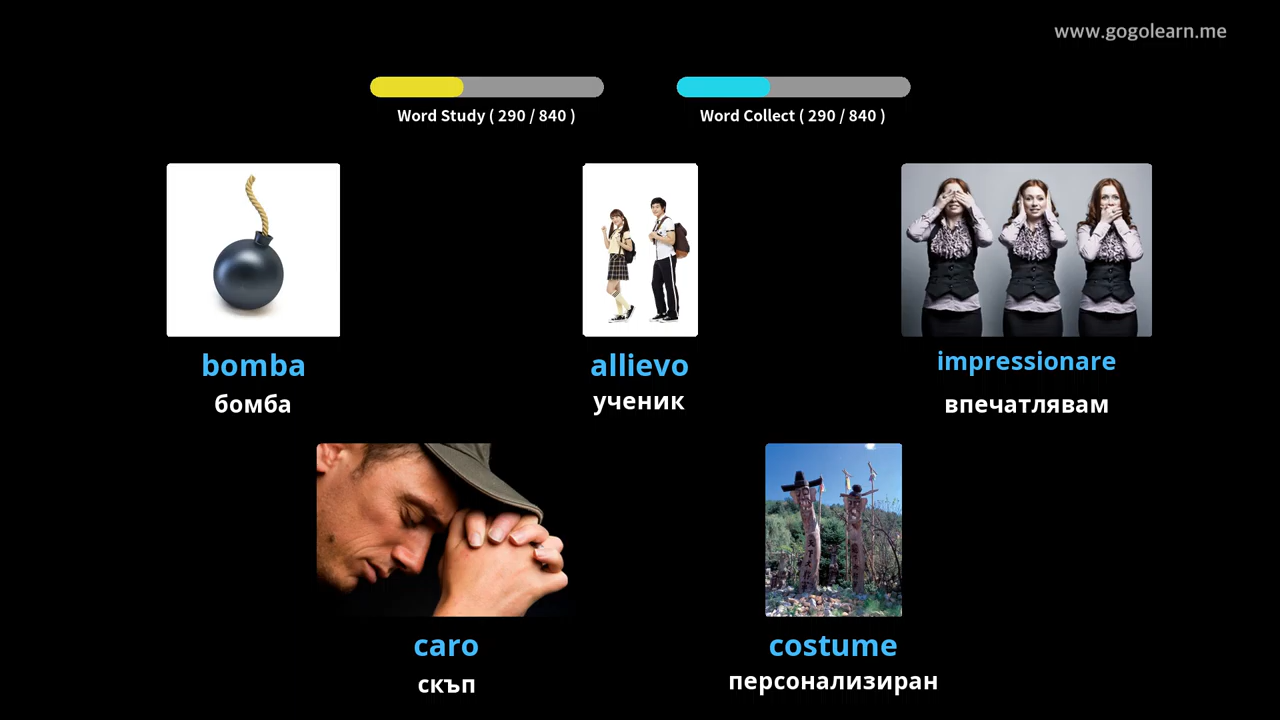 www.gogolearn.me
Word Study ( 290 / 840 )
Word Collect ( 290 / 840 )
bomba
бомба
allievo
ученик
impressionare
впечатлявам
caro
скъп
costume
персонализиран